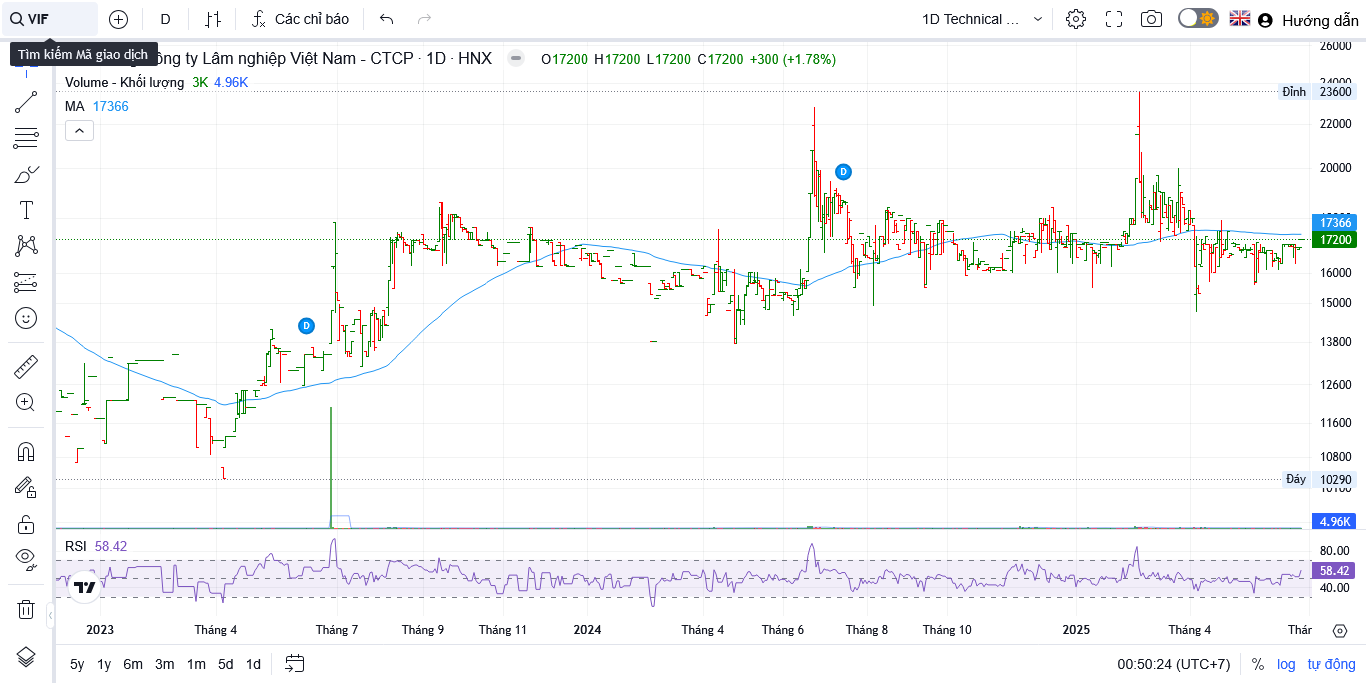 VIF D Các chỉ báo 1D Technical ... Hướng dẫn
Tìm kiếm Mã giao dịch
ty Lâm nghiệp Việt Nam - CTCP · 1D · HNX O17200 H17200 L17200 C17200 +300 (+1.78%)
Volume - Khối lượng 3K 4.96K
MA 17366
26000
Đỉnh 23600
22000
20000
17366
17200
16000
15000
13800
12600
11600
10800
Đáy 10290
4.96K
D
D
RSI 58.42
80.00
58.42
40.00
2023 Tháng 4 Tháng 7 Tháng 9 Tháng 11 2024 Tháng 4 Tháng 6 Tháng 8 Tháng 10 2025 Tháng 4 Thár
5y 1y 6m 3m 1m 5d 1d 00:50:24 (UTC+7) % log tự động